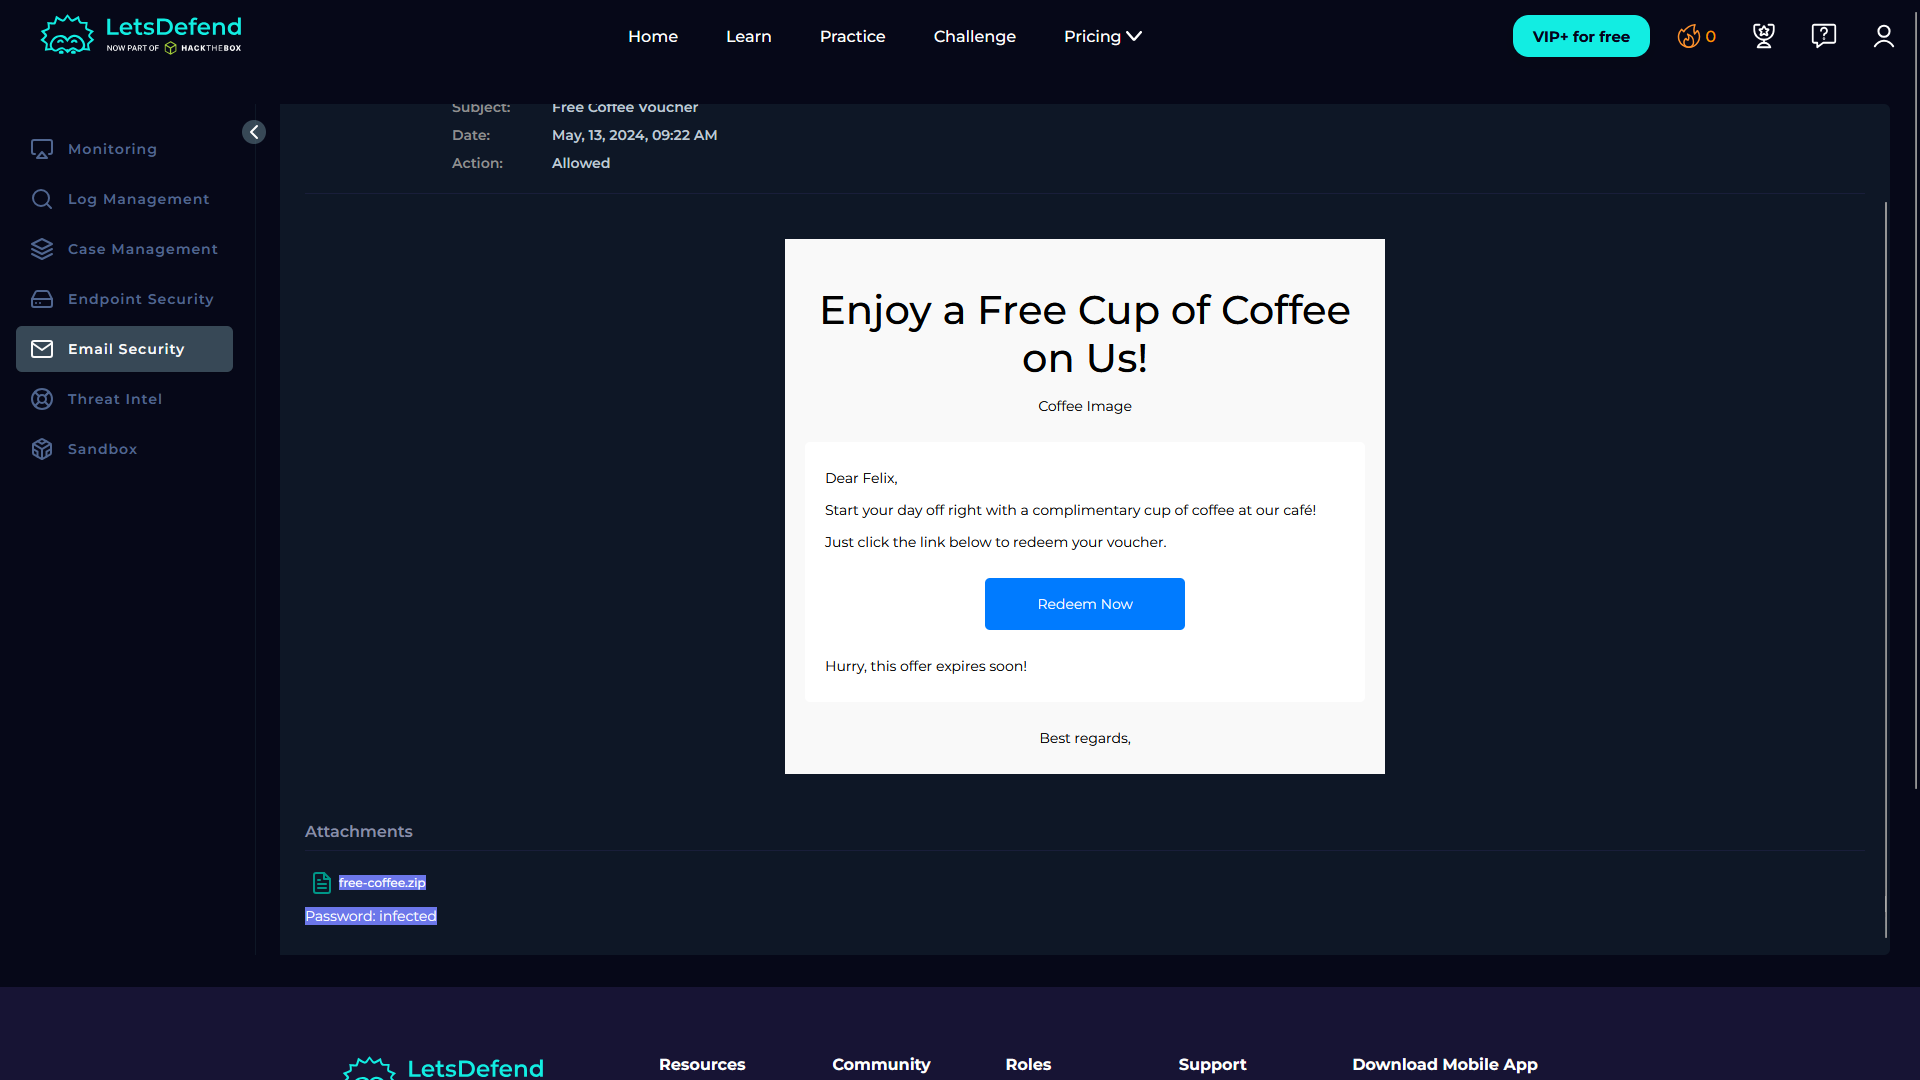 LetsDefend
NOW PART OF HACKTHEBOX
Home
Learn
Practice
Challenge
Pricing
VIP+ for free
0
Monitoring
Log Management
Case Management
Endpoint Security
Email Security
Threat Intel
Sandbox
Subject: Free Coffee Voucher
Date: May, 13, 2024, 09:22 AM
Action: Allowed
Enjoy a Free Cup of Coffee
on Us!
Coffee Image
Dear Felix,
Start your day off right with a complimentary cup of coffee at our café!
Just click the link below to redeem your voucher.
Redeem Now
Hurry, this offer expires soon!
Best regards,
Attachments
free-coffee.zip
Password: infected
LetsDefend
Resources
Community
Roles
Support
Download Mobile App